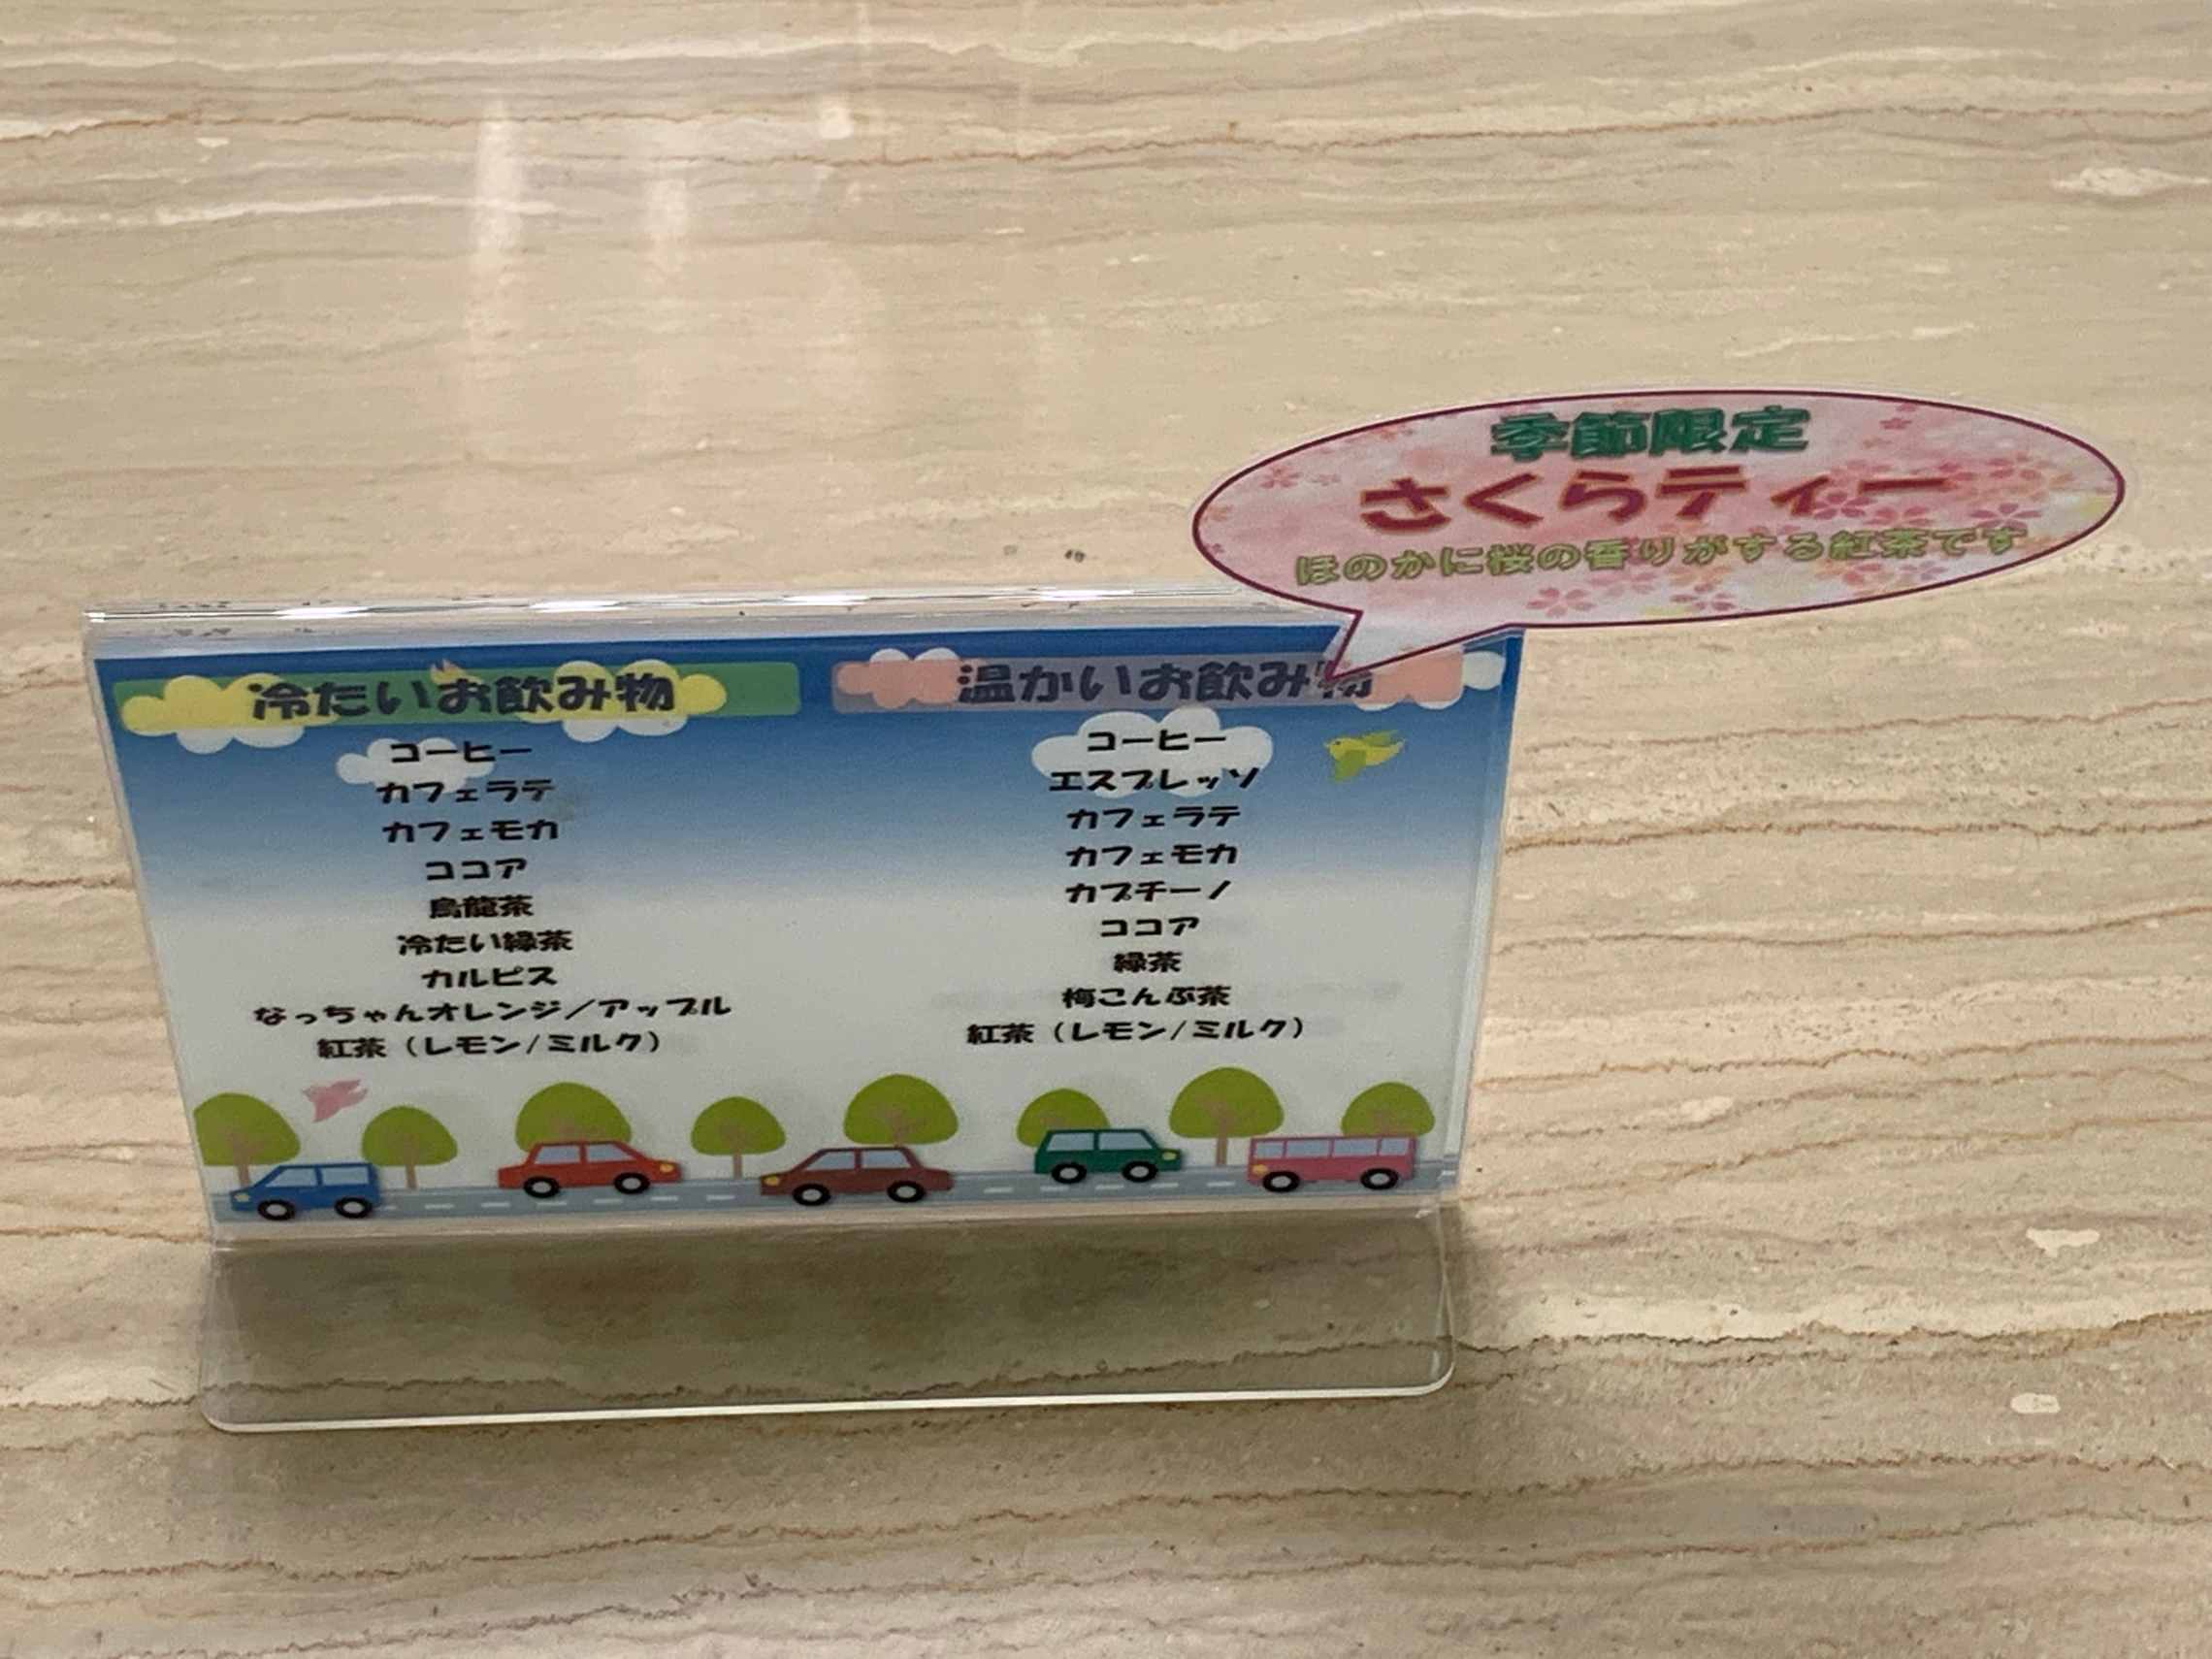 季節限定
さくらティー
ほのかに桜の香りがする紅茶です
冷たいお飲み物
コーヒー
カフェラテ
カフェモカ
ココア
烏龍茶
冷たい緑茶
カルピス
なっちゃんオレンジ／アップル
紅茶（レモン/ミルク）
温かいお飲み物
コーヒー
エスプレッソ
カフェラテ
カフェモカ
カプチーノ
ココア
緑茶
梅こんぶ茶
紅茶（レモン/ミルク）